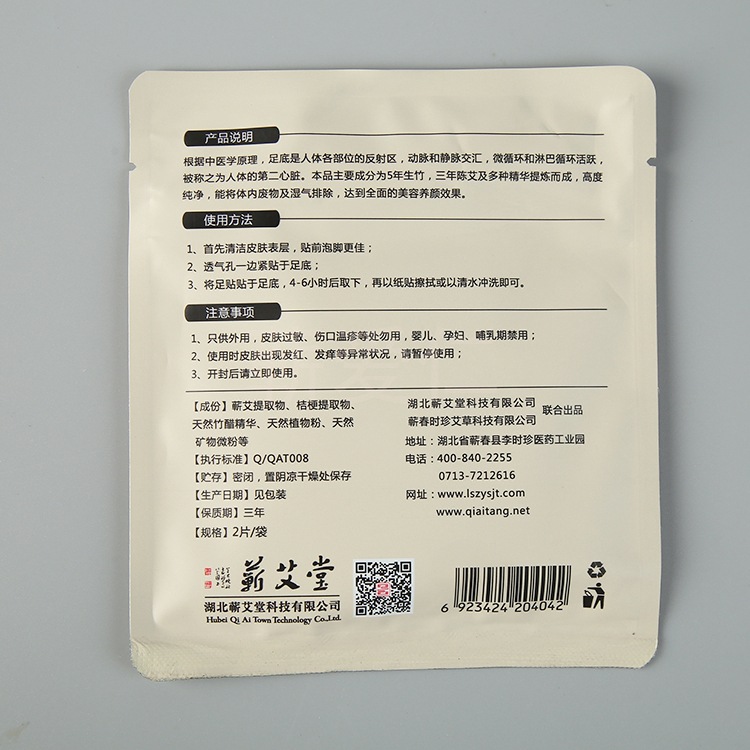 产品说明
根据中医学原理，足底是人体各部位的反射区，动脉和静脉交汇，微循环和淋巴循环活跃，
被称之为人体的第二心脏。本品主要成分为5年生竹，三年陈艾及多种精华提炼而成，高度
纯净，能将体内废物及湿气排除，达到全面的美容养颜效果。
使用方法
1、首先清洁皮肤表层，贴前泡脚更佳；
2、透气孔一边紧贴于足底；
3、将足贴贴于足底，4-6小时后取下，再以纸贴擦拭或以清水冲洗即可。
注意事项
1、只供外用，皮肤过敏、伤口溫疹等处勿用，婴儿、孕妇、哺乳期禁用；
2、使用时皮肤出现发红、发痒等异常状况，请暂停使用；
3、开封后请立即使用。
【成份】蕲艾提取物、桔梗提取物、
天然竹醋精华、天然植物粉、天然
矿物微粉等
【执行标准】Q/QAT008
【贮存】密闭，置阴凉干燥处保存
【生产日期】见包装
【保质期】三年
【规格】2片/袋
湖北蕲艾堂科技有限公司
蕲春时珍艾草科技有限公司
联合出品
地址：湖北省蕲春县李时珍医药工业园
电话：400-840-2255
0713-7212616
网址：www.lszysjt.com
www.qiaitang.net
蕲艾堂
湖北蕲艾堂科技有限公司
Hubei Qi Ai Town Technology Co.,Ltd.
6 923424 204042